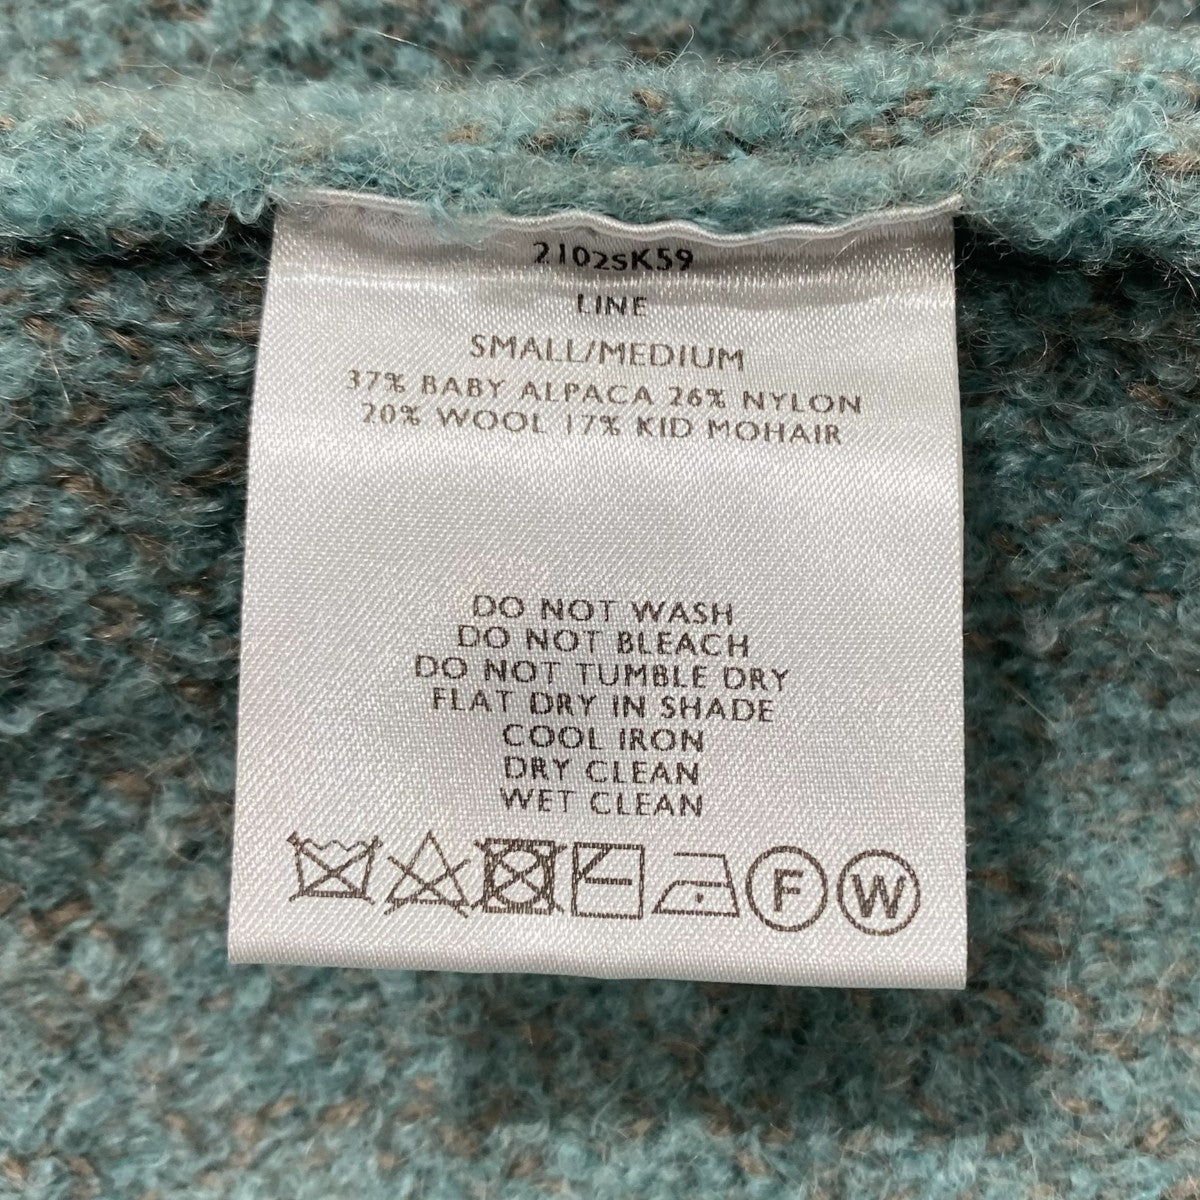 2102SK59
LINE
SMALL/MEDIUM
37% BABY ALPACA 26% NYLON
20% WOOL 17% KID MOHAIR
DO NOT WASH
DO NOT BLEACH
DO NOT TUMBLE DRY
FLAT DRY IN SHADE
COOL IRON
DRY CLEAN
WET CLEAN
F W